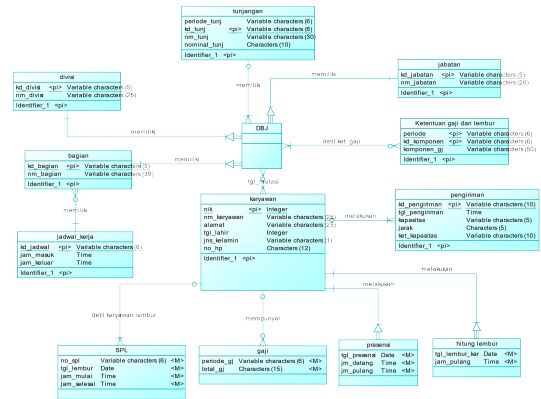 tunjangan
periode_tunj Variable characters (6)
kd_tunj <pi> Variable characters (6)
nm_tunj Variable characters (30)
nominal_tunj Characters (10)
Identifier_1 <pi>
jabatan
kd_jabatan <pi> Variable characters (5)
nm_jabatan Variable characters (20)
Identifier_1 <pi>
divisi
kd_divisi <pi> Variable characters (5)
nm_divisi Variable characters (25)
Identifier_1 <pi>
memiliki
memiliki
memiliki
DBJ
Ketentuan gaji dan lembur
periode <pi> Variable characters (6)
kd_komponen <pi> Variable characters (6)
komponen_gj Variable characters (50)
Identifier_1 <pi>
detil ket. gaji
bagian
kd_bagian <pi> Variable characters (5)
nm_bagian Variable characters (30)
Identifier_1 <pi>
memiliki
tgl_mutasi
memilik
karyawan
nik <pi> Integer
nm_karyawan Variable characters (25)
alamat Variable characters (25)
tgl_lahir Integer
jns_kelamin Variable characters (1)
no_hp Characters (12)
Identifier_1 <pi>
pengiriman
kd_pengiriman <pi> Variable characters (10)
tgl_pengiriman Time
kapasitas Variable characters (5)
jarak Characters (5)
ket_kapasitas Variable characters (10)
Identifier_1 <pi>
melakukan
jadwal_kerja
kd_jadwal <pi> Variable characters (6)
jam_masuk Time
jam_keluar Time
Identifier_1 <pi>
melakukan
melakukan
detil karyawan lembur
mempunyai
SPL
no_spl Variable characters (6) <M>
tgl_lembur Date <M>
jam_mulai Time <M>
jam_selesai Time <M>
gaji
periode_gj Variable characters (6) <M>
total_gj Characters (15) <M>
presensi
tgl_presensi Date <M>
jm_datang Time <M>
jm_pulang Time <M>
hitung lembur
tgl_lembur_kar Date <M>
jam_pulang Time <M>